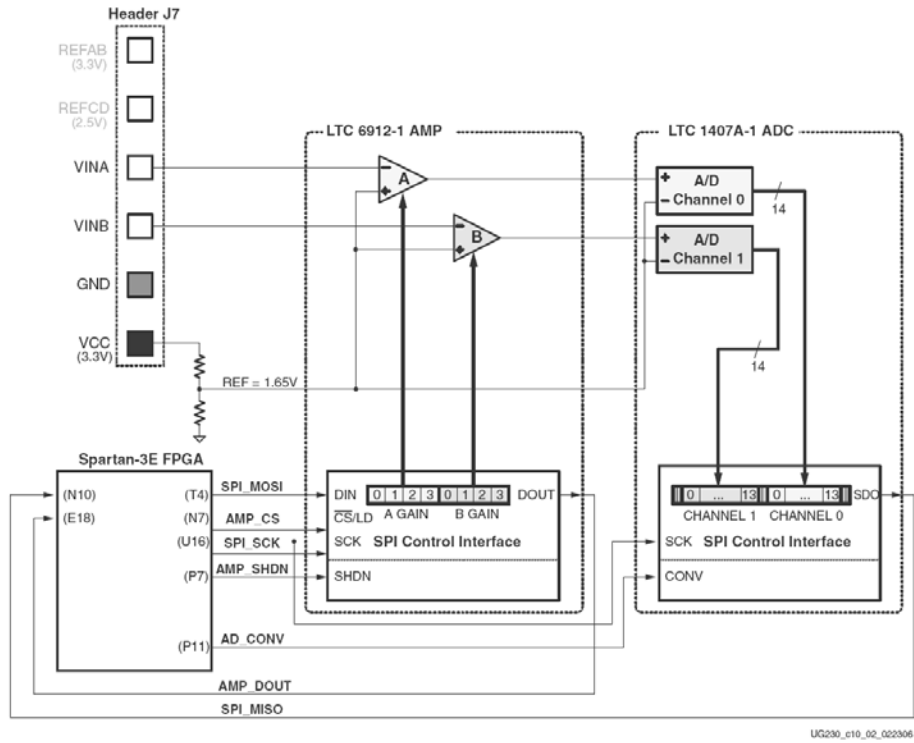 Header J7
REFAB
(3.3V)
REFCD
(2.5V)
VINA
VINB
GND
VCC
(3.3V)
REF = 1.65V
LTC 6912-1 AMP
A
B
LTC 1407A-1 ADC
A/D
Channel 0
14
A/D
Channel 1
14
Spartan-3E FPGA
(N10)
(E18)
(T4)
(N7)
(U16)
(P7)
(P11)
SPI_MOSI
AMP_CS
SPI_SCK
AMP_SHDN
AD_CONV
AMP_DOUT
SPI_MISO
DIN 0 1 2 3 0 1 2 3 DOUT
A GAIN B GAIN
CS/LD
SCK SPI Control Interface
SHDN
0 ... 13 0 ... 13 SDO
CHANNEL 1 CHANNEL 0
SCK SPI Control Interface
CONV
UG230_c10_02_022306